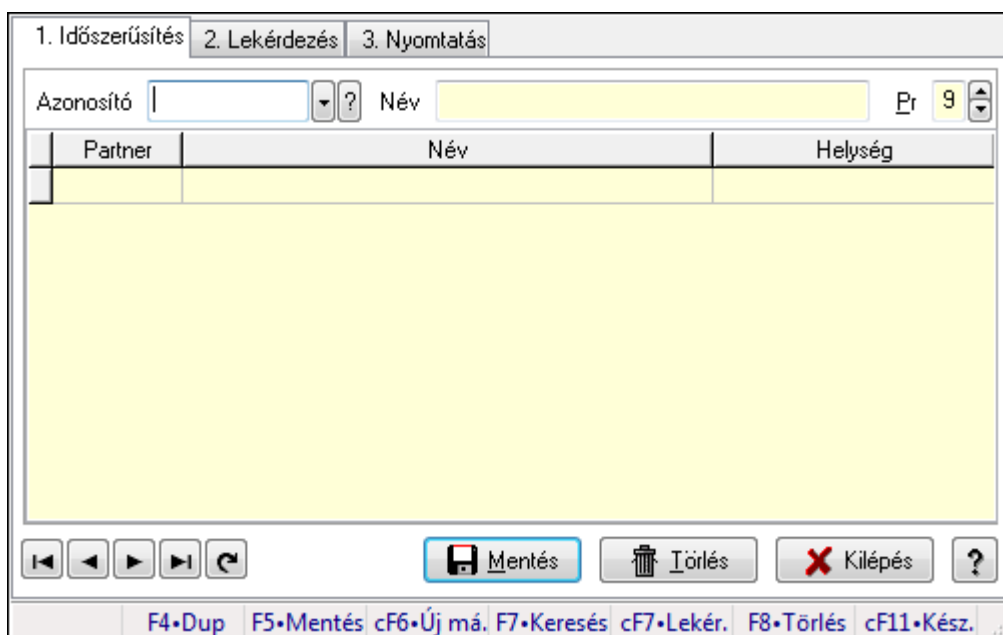 1. Időszerűsítés 2. Lekérdezés 3. Nyomtatás
Azonosító ? Név Pr 9
Partner Név Helység
Mentés Törlés Kilépés ?
F4•Dup F5•Mentés cF6•Új má. F7•Keresés cF7•Lekér. F8•Törlés cF11•Kész.